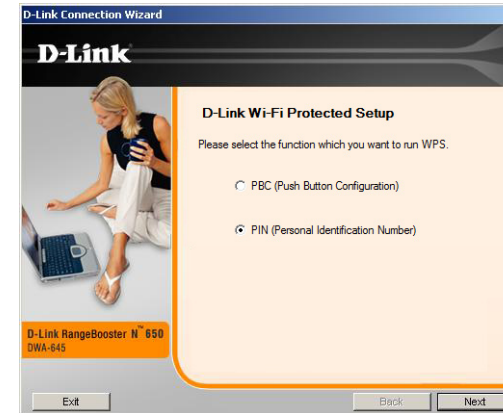 D-Link Connection Wizard
D-Link
D-Link Wi-Fi Protected Setup
Please select the function which you want to run WPS.
PBC (Push Button Configuration)
PIN (Personal Identification Number)
D-Link RangeBooster N™ 650
DWA-645
Exit
Back
Next